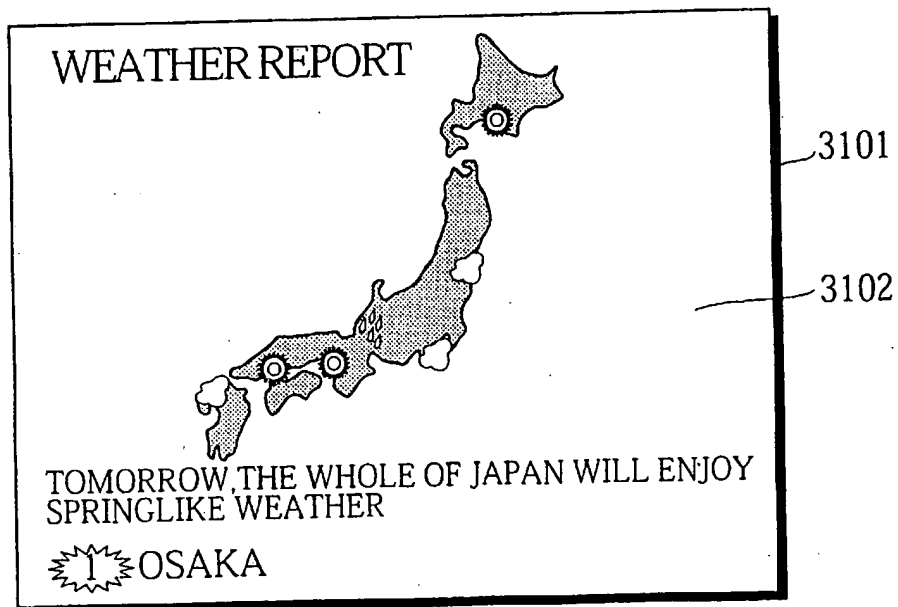 WEATHER REPORT
3101
3102
TOMORROW,THE WHOLE OF JAPAN WILL ENJOY
SPRINGLIKE WEATHER
1 OSAKA